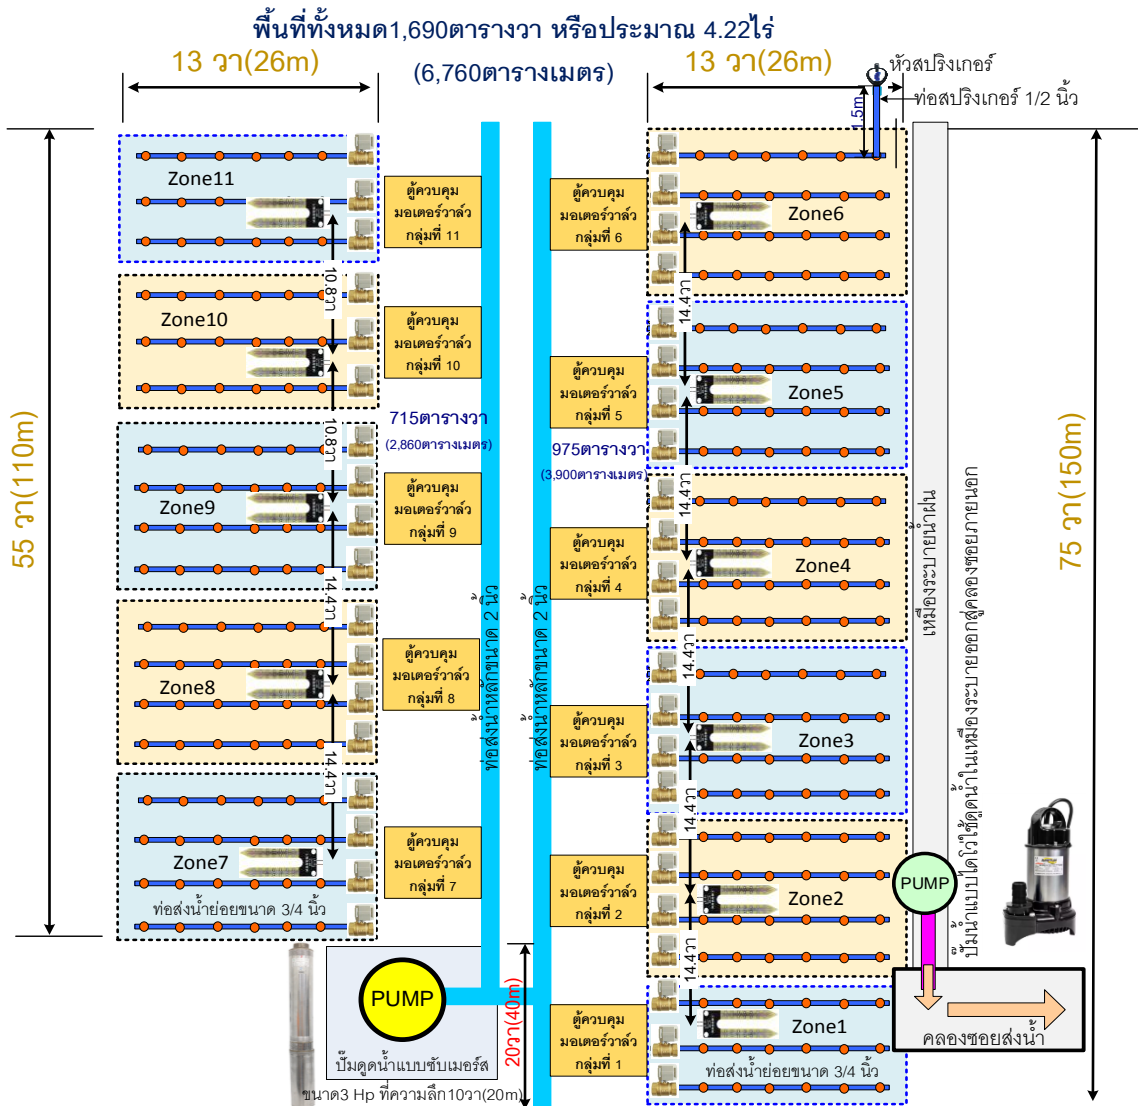 พื้นที่ทั้งหมด1,690ตารางวา หรือประมาณ 4.22ไร่
(6,760ตารางเมตร)
13 วา(26m)
13 วา(26m)
หัวสปริงเกอร์
ท่อสปริงเกอร์ 1/2 นิ้ว
1.5m
55 วา(110m)
75 วา(150m)
Zone11
Zone10
Zone9
Zone8
Zone7
ท่อส่งน้ำย่อยขนาด 3/4 นิ้ว
10.8วา
10.8วา
14.4วา
14.4วา
ตู้ควบคุม
มอเตอร์วาล์ว
กลุ่มที่ 11
ตู้ควบคุม
มอเตอร์วาล์ว
กลุ่มที่ 10
715ตารางวา
(2,860ตารางเมตร)
ตู้ควบคุม
มอเตอร์วาล์ว
กลุ่มที่ 9
ตู้ควบคุม
มอเตอร์วาล์ว
กลุ่มที่ 8
ตู้ควบคุม
มอเตอร์วาล์ว
กลุ่มที่ 7
ท่อส่งน้ำหลักขนาด 2 นิ้ว
ท่อส่งน้ำหลักขนาด 2 นิ้ว
ตู้ควบคุม
มอเตอร์วาล์ว
กลุ่มที่ 6
ตู้ควบคุม
มอเตอร์วาล์ว
กลุ่มที่ 5
975ตารางวา
(3,900ตารางเมตร)
ตู้ควบคุม
มอเตอร์วาล์ว
กลุ่มที่ 4
ตู้ควบคุม
มอเตอร์วาล์ว
กลุ่มที่ 3
ตู้ควบคุม
มอเตอร์วาล์ว
กลุ่มที่ 2
ตู้ควบคุม
มอเตอร์วาล์ว
กลุ่มที่ 1
Zone6
Zone5
Zone4
Zone3
Zone2
Zone1
ท่อส่งน้ำย่อยขนาด 3/4 นิ้ว
14.4วา
14.4วา
14.4วา
14.4วา
14.4วา
เหมืองระบายน้ำฝน
ปั๊มน้ำแบบไดโว่ใช้ดูดน้ำในเหมืองระบายออกสู่คลองซอยภายนอก
PUMP
คลองซอยส่งน้ำ
PUMP
ปั๊มดูดน้ำแบบซับเมอร์ส
ขนาด3 Hp ที่ความลึก10วา(20m)
20วา(40m)